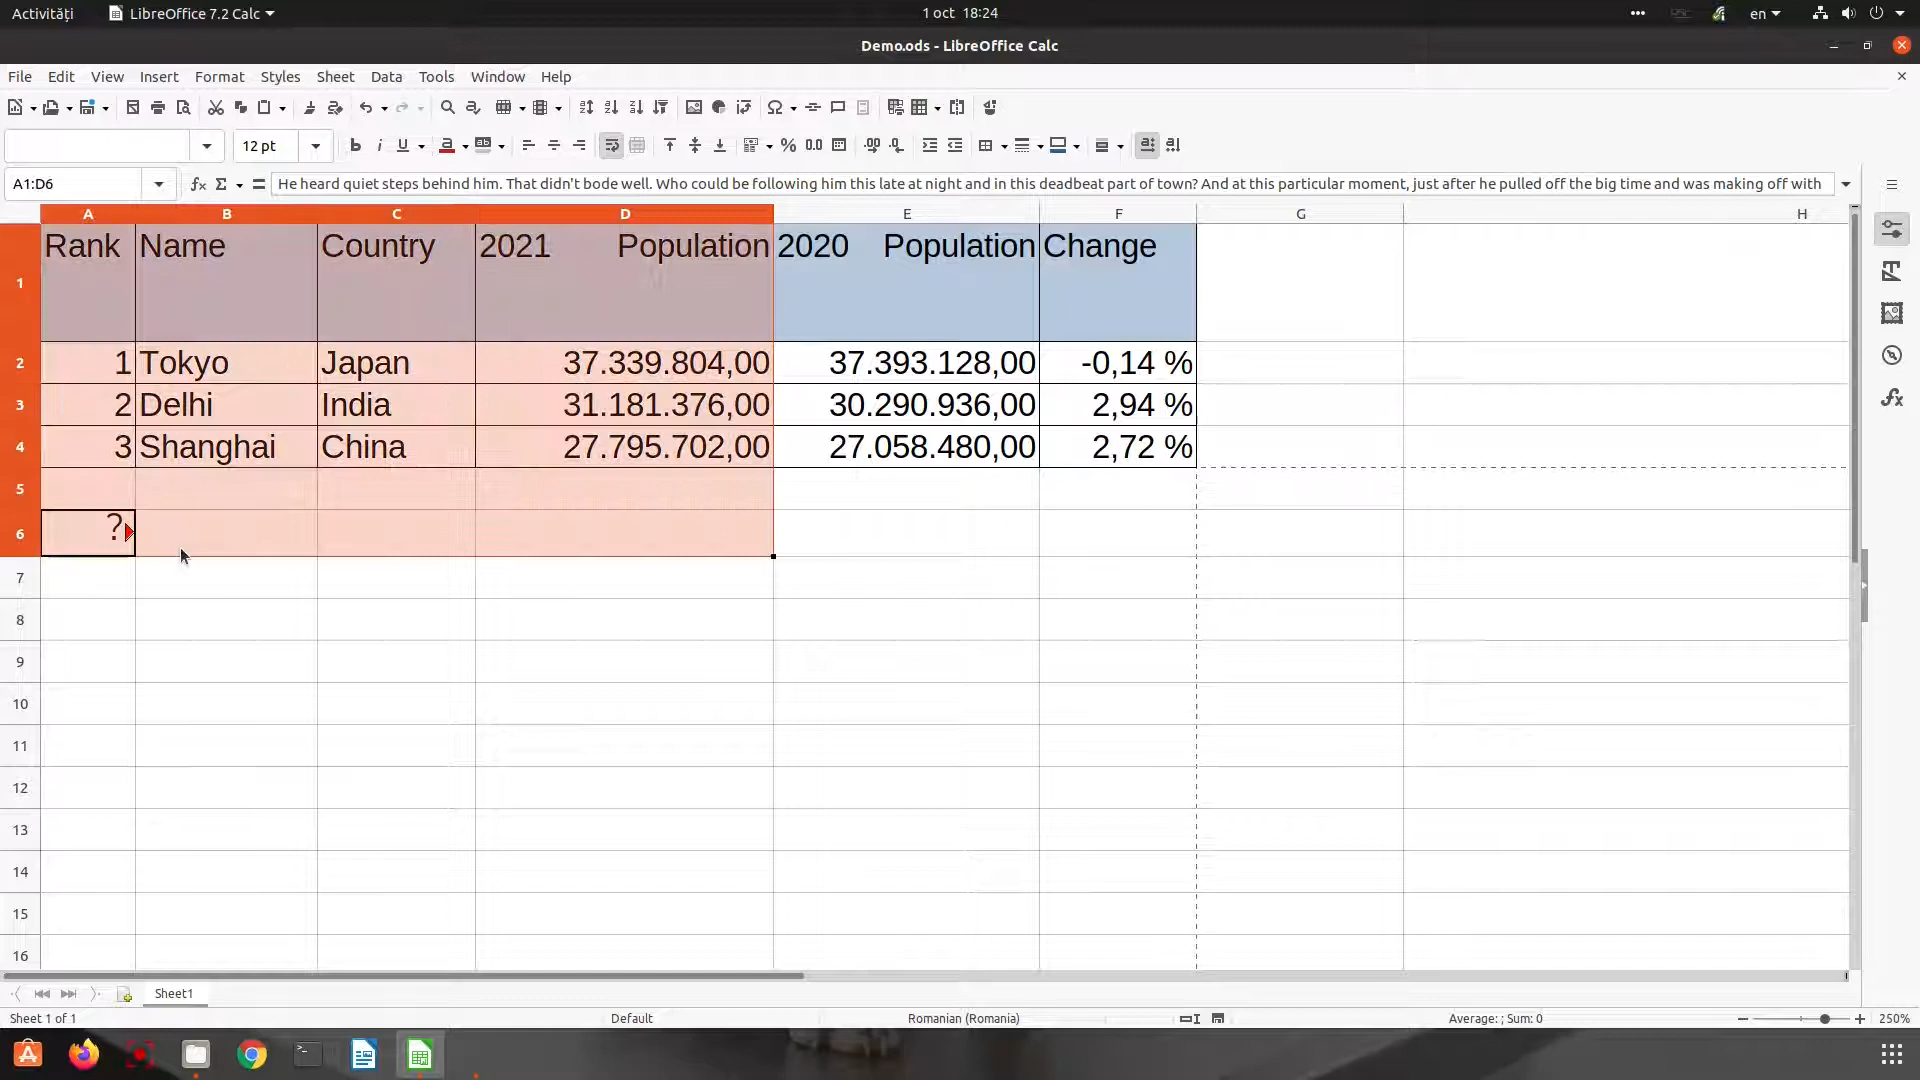 Activități LibreOffice 7.2 Calc 1 oct 18:24 en
Demo.ods - LibreOffice Calc
File Edit View Insert Format Styles Sheet Data Tools Window Help
12 pt
A1:D6 He heard quiet steps behind him. That didn't bode well. Who could be following him this late at night and in this deadbeat part of town? And at this particular moment, just after he pulled off the big time and was making off with
A B C D E F G H
1 Rank Name Country 2021 Population 2020 Population Change
2 1 Tokyo Japan 37.339.804,00 37.393.128,00 -0,14 %
3 2 Delhi India 31.181.376,00 30.290.936,00 2,94 %
4 3 Shanghai China 27.795.702,00 27.058.480,00 2,72 %
5
6 ?
7
8
9
10
11
12
13
14
15
16
Sheet1
Sheet 1 of 1 Default Romanian (Romania) Average: ; Sum: 0 250%